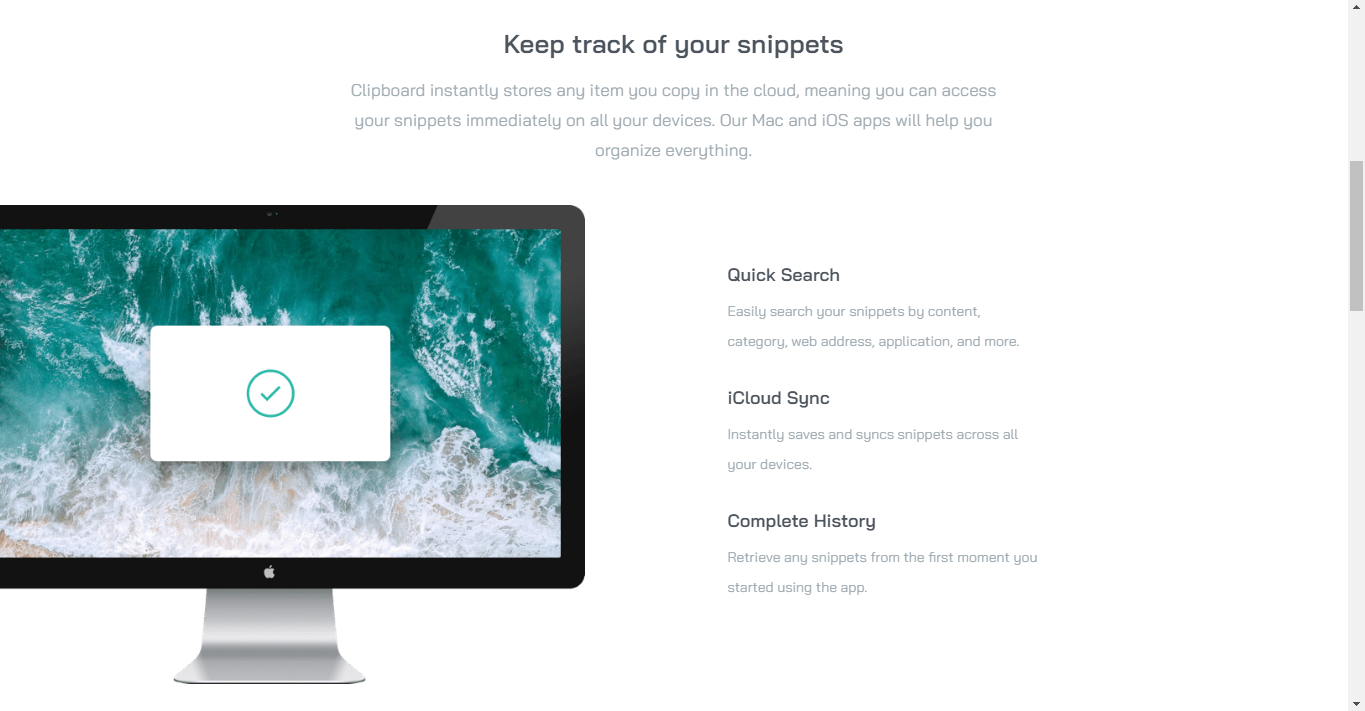 Keep track of your snippets
Clipboard instantly stores any item you copy in the cloud, meaning you can access
your snippets immediately on all your devices. Our Mac and iOS apps will help you
organize everything.
Quick Search
Easily search your snippets by content,
category, web address, application, and more.
iCloud Sync
Instantly saves and syncs snippets across all
your devices.
Complete History
Retrieve any snippets from the first moment you
started using the app.